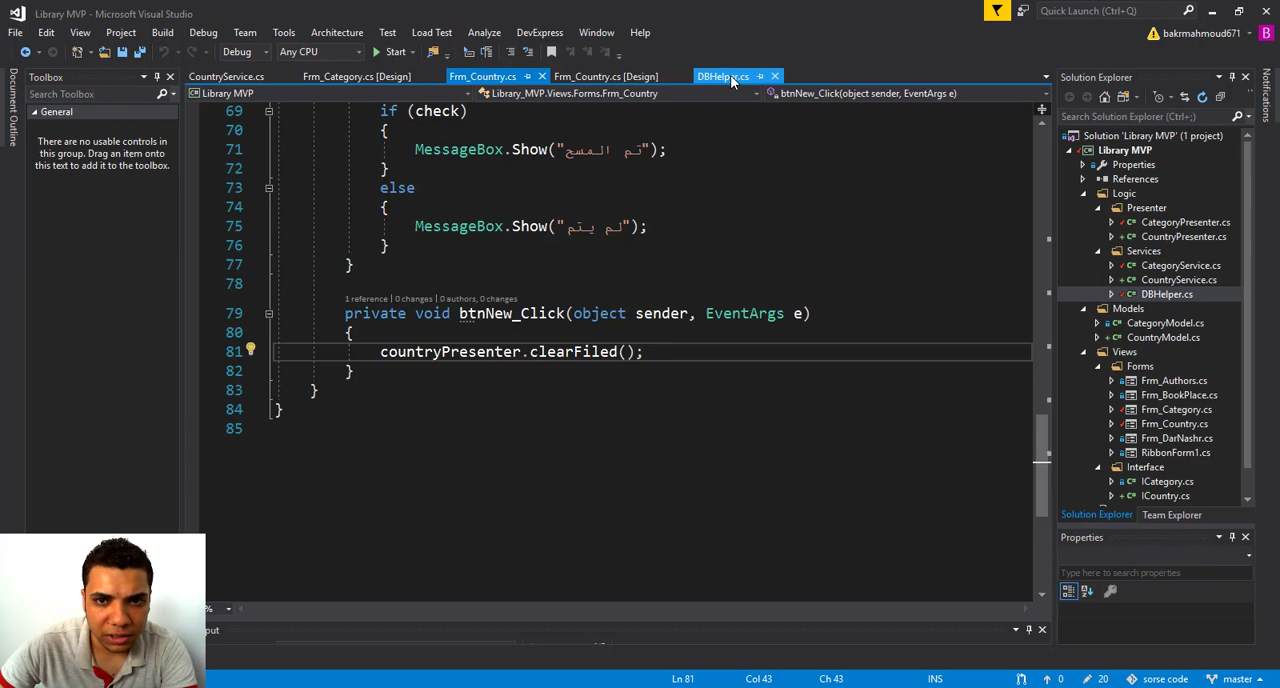 Library MVP - Microsoft Visual Studio
Quick Launch (Ctrl+Q)
File Edit View Project Build Debug Team Tools Architecture Test Load Test Analyze DevExpress Window Help
bakrmahmoud671 B
Debug Any CPU Start
Document Outline
Toolbox
Search Toolbox
General
There are no usable controls in
this group. Drag an item onto
this text to add it to the toolbox.
CountryService.cs Frm_Category.cs [Design] Frm_Country.cs Frm_Country.cs [Design] DBHelper.cs
Library MVP Library_MVP.Views.Forms.Frm_Country btnNew_Click(object sender, EventArgs e)
69 if (check)
70 {
71 MessageBox.Show("تم المسح");
72 }
73 else
74 {
75 MessageBox.Show("لم يتم");
76 }
77 }
78
1 reference | 0 changes | 0 authors, 0 changes
79 private void btnNew_Click(object sender, EventArgs e)
80 {
81 countryPresenter.clearFiled();
82 }
83 }
84 }
85
%
Solution Explorer
Search Solution Explorer (Ctrl+;)
Solution 'Library MVP' (1 project)
Library MVP
Properties
References
Logic
Presenter
CategoryPresenter.cs
CountryPresenter.cs
Services
CategoryService.cs
CountryService.cs
DBHelper.cs
Models
CategoryModel.cs
CountryModel.cs
Views
Forms
Frm_Authors.cs
Frm_BookPlace.cs
Frm_Category.cs
Frm_Country.cs
Frm_DarNashr.cs
RibbonForm1.cs
Interface
ICategory.cs
ICountry.cs
Solution Explorer Team Explorer
Properties
Type here to search properties
Notifications
Ln 81 Col 43 Ch 43 INS 0 20 sorse code master